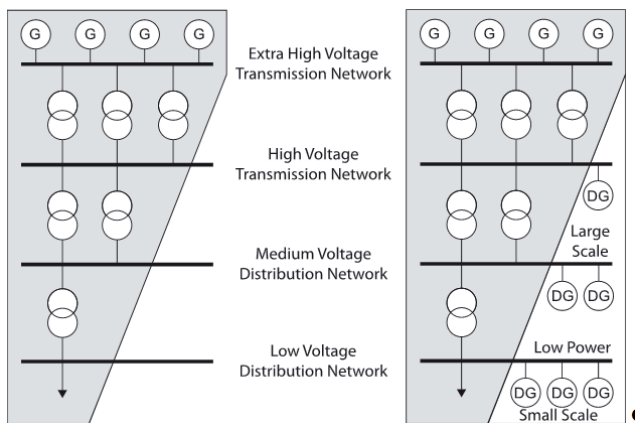 G G G G
Extra High Voltage
Transmission Network
High Voltage
Transmission Network
Medium Voltage
Distribution Network
Low Voltage
Distribution Network
G G G G
DG
Large
Scale
DG DG
Low Power
DG DG DG
Small Scale